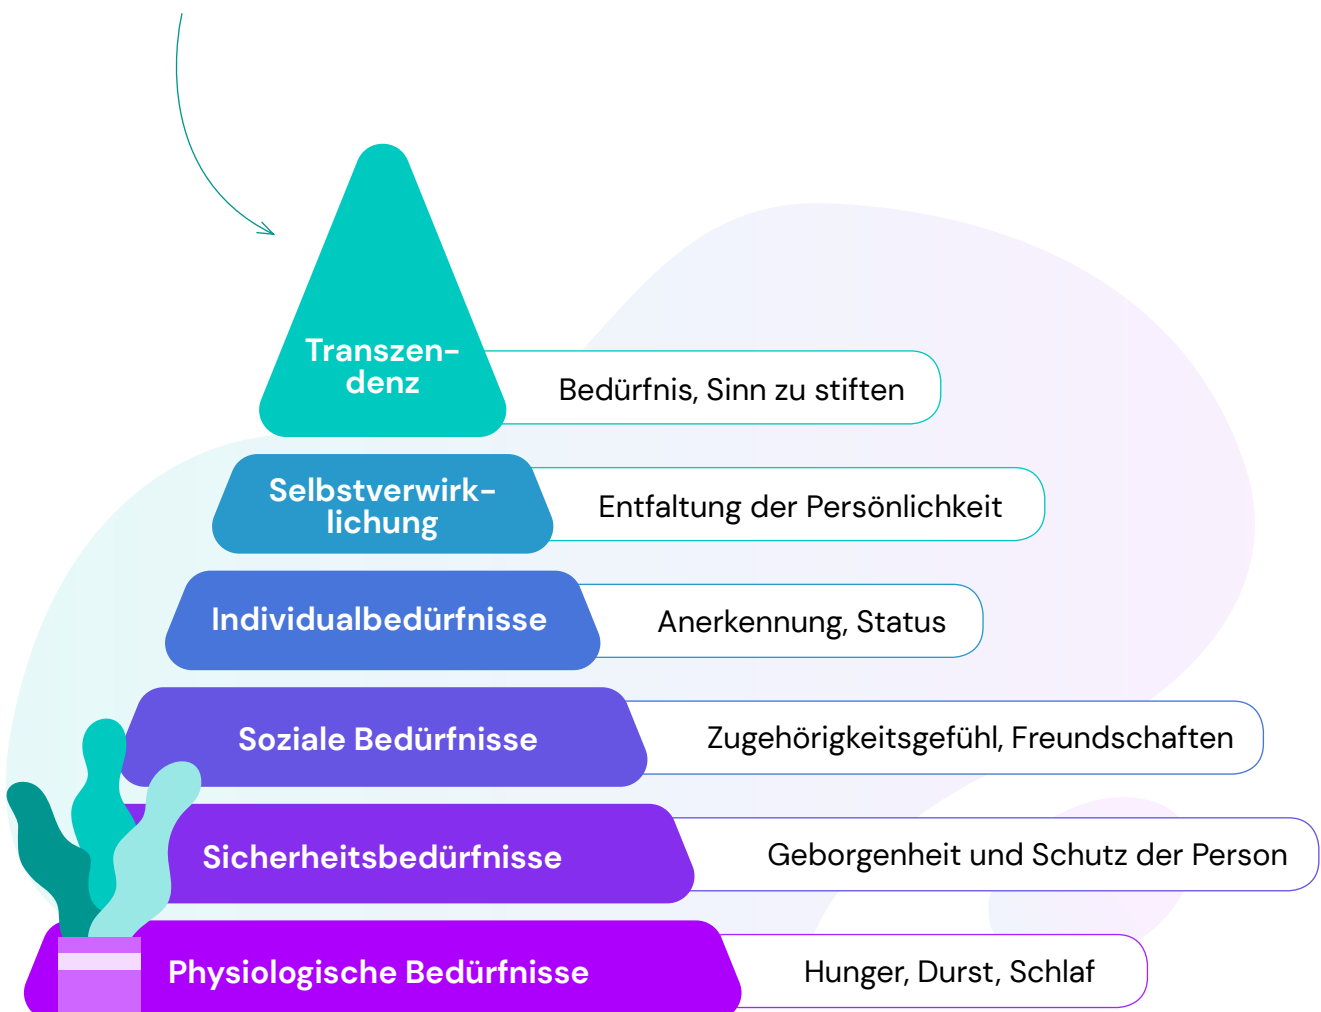 Transzen-
denz
Bedürfnis, Sinn zu stiften
Selbstverwirk-
lichung
Entfaltung der Persönlichkeit
Individualbedürfnisse
Anerkennung, Status
Soziale Bedürfnisse
Zugehörigkeitsgefühl, Freundschaften
Sicherheitsbedürfnisse
Geborgenheit und Schutz der Person
Physiologische Bedürfnisse
Hunger, Durst, Schlaf